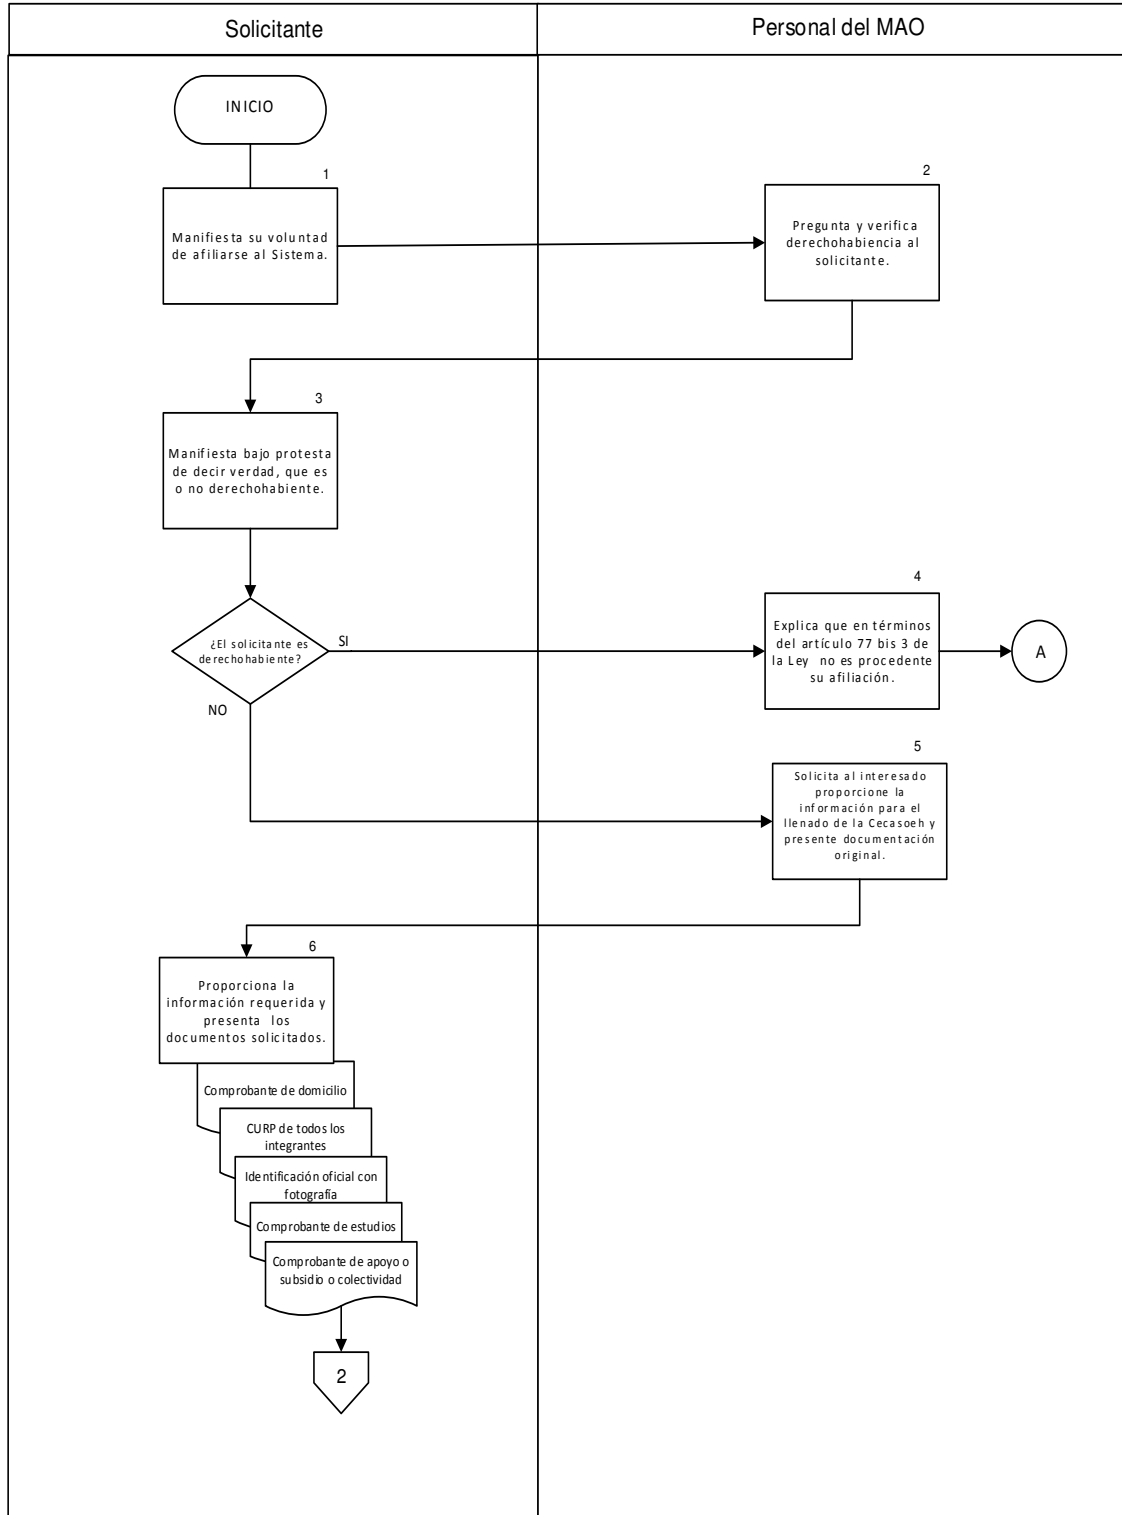 Solicitante
Personal del MAO
INICIO
1
Manifiesta su voluntad
de afiliarse al Sistema.
2
Pregunta y verifica
derechohabiencia al
solicitante.
3
Manifiesta bajo protesta
de decir verdad, que es
o no derechohabiente.
¿El solicitante es
derechohabiente?
SI
NO
4
Explica que en términos
del artículo 77 bis 3 de
la Ley no es procedente
su afiliación.
A
5
Solicita al interesado
proporcione la
información para el
llenado de la Cecasoeh y
presente documentación
original.
6
Proporciona la
información requerida y
presenta los
documentos solicitados.
Comprobante de domicilio
CURP de todos los
integrantes
Identificación oficial con
fotografía
Comprobante de estudios
Comprobante de apoyo o
subsidio o colectividad
2